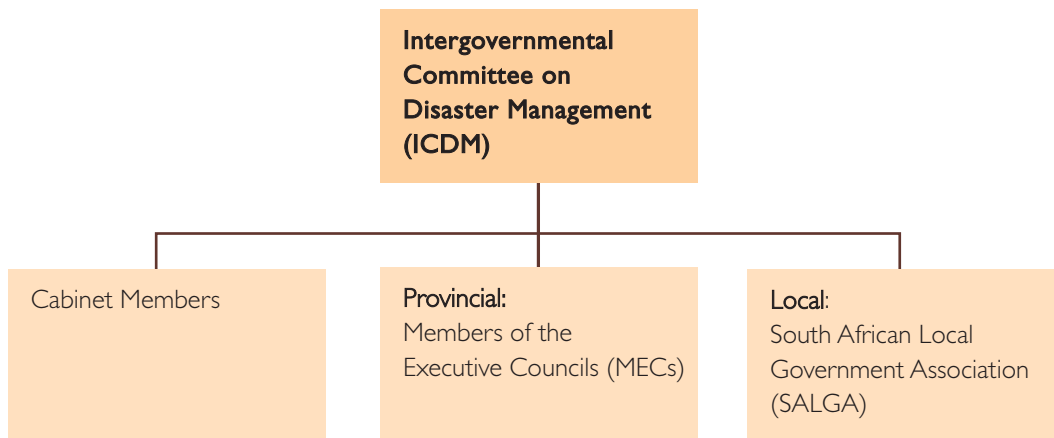 Intergovernmental
Committee on
Disaster Management
(ICDM)
Cabinet Members
Provincial:
Members of the
Executive Councils (MECs)
Local:
South African Local
Government Association
(SALGA)